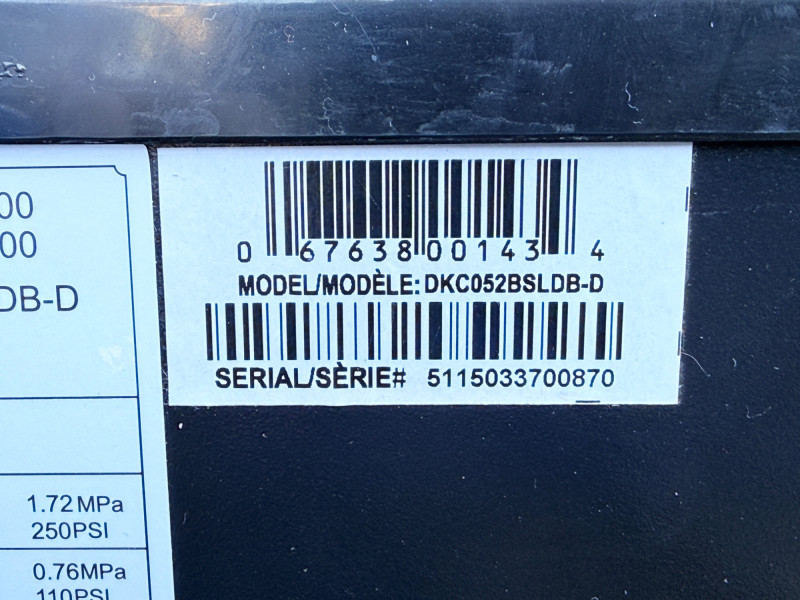 00
00
DB-D
1.72 MPa
250PSI
0.76MPa
110PSI
0 67638 00143 4
MODEL/MODÈLE: DKC052BSLDB-D
SERIAL/SÈRIE# 5115033700870